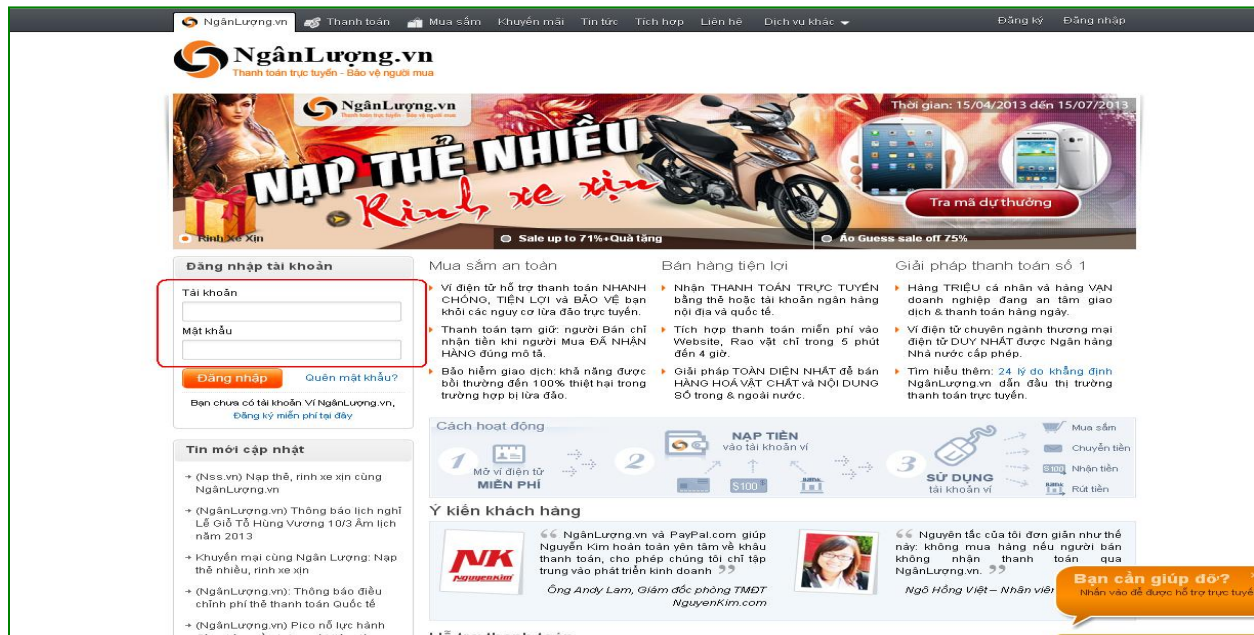 NgânLượng.vn Thanh toán Mua sắm Khuyến mãi Tin tức Tích hợp Liên hệ Dịch vụ khác Đăng ký Đăng nhập
NgânLượng.vn
Thanh toán trực tuyến - Bảo vệ người mua
NgânLượng.vn
Thanh toán trực tuyến - Bảo vệ người mua
Thời gian: 15/04/2013 đến 15/07/2013
NẠP THẺ NHIỀU
Rinh xe xịn
Tra mã dự thưởng
Rinh Xe Xịn
Sale up to 71%+Quà tặng
Áo Guess sale off 75%
Đăng nhập tài khoản
Tài khoản
Mật khẩu
Đăng nhập Quên mật khẩu?
Bạn chưa có tài khoản Ví NgânLượng.vn,
Đăng ký miễn phí tại đây
Mua sắm an toàn
Ví điện tử hỗ trợ thanh toán NHANH
CHÓNG, TIỆN LỢI và BẢO VỆ bạn
khỏi các nguy cơ lừa đảo trực tuyến.
Thanh toán tạm giữ: người Bán chỉ
nhận tiền khi người Mua ĐÃ NHẬN
HÀNG đúng mô tả.
Bảo hiểm giao dịch: khả năng được
bồi thường đến 100% thiệt hại trong
trường hợp bị lừa đảo.
Bán hàng tiện lợi
Nhận THANH TOÁN TRỰC TUYẾN
bằng thẻ hoặc tài khoản ngân hàng
nội địa và quốc tế.
Tích hợp thanh toán miễn phí vào
Website, Rao vặt chỉ trong 5 phút
đến 4 giờ.
Giải pháp TOÀN DIỆN NHẤT để bán
HÀNG HOÁ VẬT CHẤT và NỘI DUNG
SỐ trong & ngoài nước.
Giải pháp thanh toán số 1
Hàng TRIỆU cá nhân và hàng VẠN
doanh nghiệp đang an tâm giao
dịch & thanh toán hàng ngày.
Ví điện tử chuyên ngành thương mại
điện tử DUY NHẤT được Ngân hàng
Nhà nước cấp phép.
Tìm hiểu thêm: 24 lý do khẳng định
NgânLượng.vn dẫn đầu thị trường
thanh toán trực tuyến.
Cách hoạt động
1
Mở ví điện tử
MIỄN PHÍ
2
NẠP TIỀN
vào tài khoản ví
$100
3
SỬ DỤNG
tài khoản ví
Mua sắm
Chuyển tiền
$100 Nhận tiền
Rút tiền
Tin mới cập nhật
(Nss.vn) Nạp thẻ, rinh xe xịn cùng
NgânLượng.vn
(NgânLượng.vn) Thông báo lịch nghỉ
Lễ Giỗ Tổ Hùng Vương 10/3 Âm lịch
năm 2013
Khuyến mại cùng Ngân Lượng: Nạp
thẻ nhiều, rinh xe xịn
(NgânLượng.vn): Thông báo điều
chỉnh phí thẻ thanh toán Quốc tế
(NgânLượng.vn) Pico nỗ lực hành
Ý kiến khách hàng
NK
NguyenKim
NgânLượng.vn và PayPal.com giúp
Nguyễn Kim hoàn toàn yên tâm về khâu
thanh toán, cho phép chúng tôi chỉ tập
trung vào phát triển kinh doanh
Ông Andy Lam, Giám đốc phòng TMĐT
NguyenKim.com
Nguyên tắc của tôi đơn giản như thế
này: không mua hàng nếu người bán
không nhận thanh toán qua
NgânLượng.vn.
Ngô Hồng Việt – Nhân viên
Bạn cần giúp đỡ?
Nhấn vào để được hỗ trợ trực tuyế